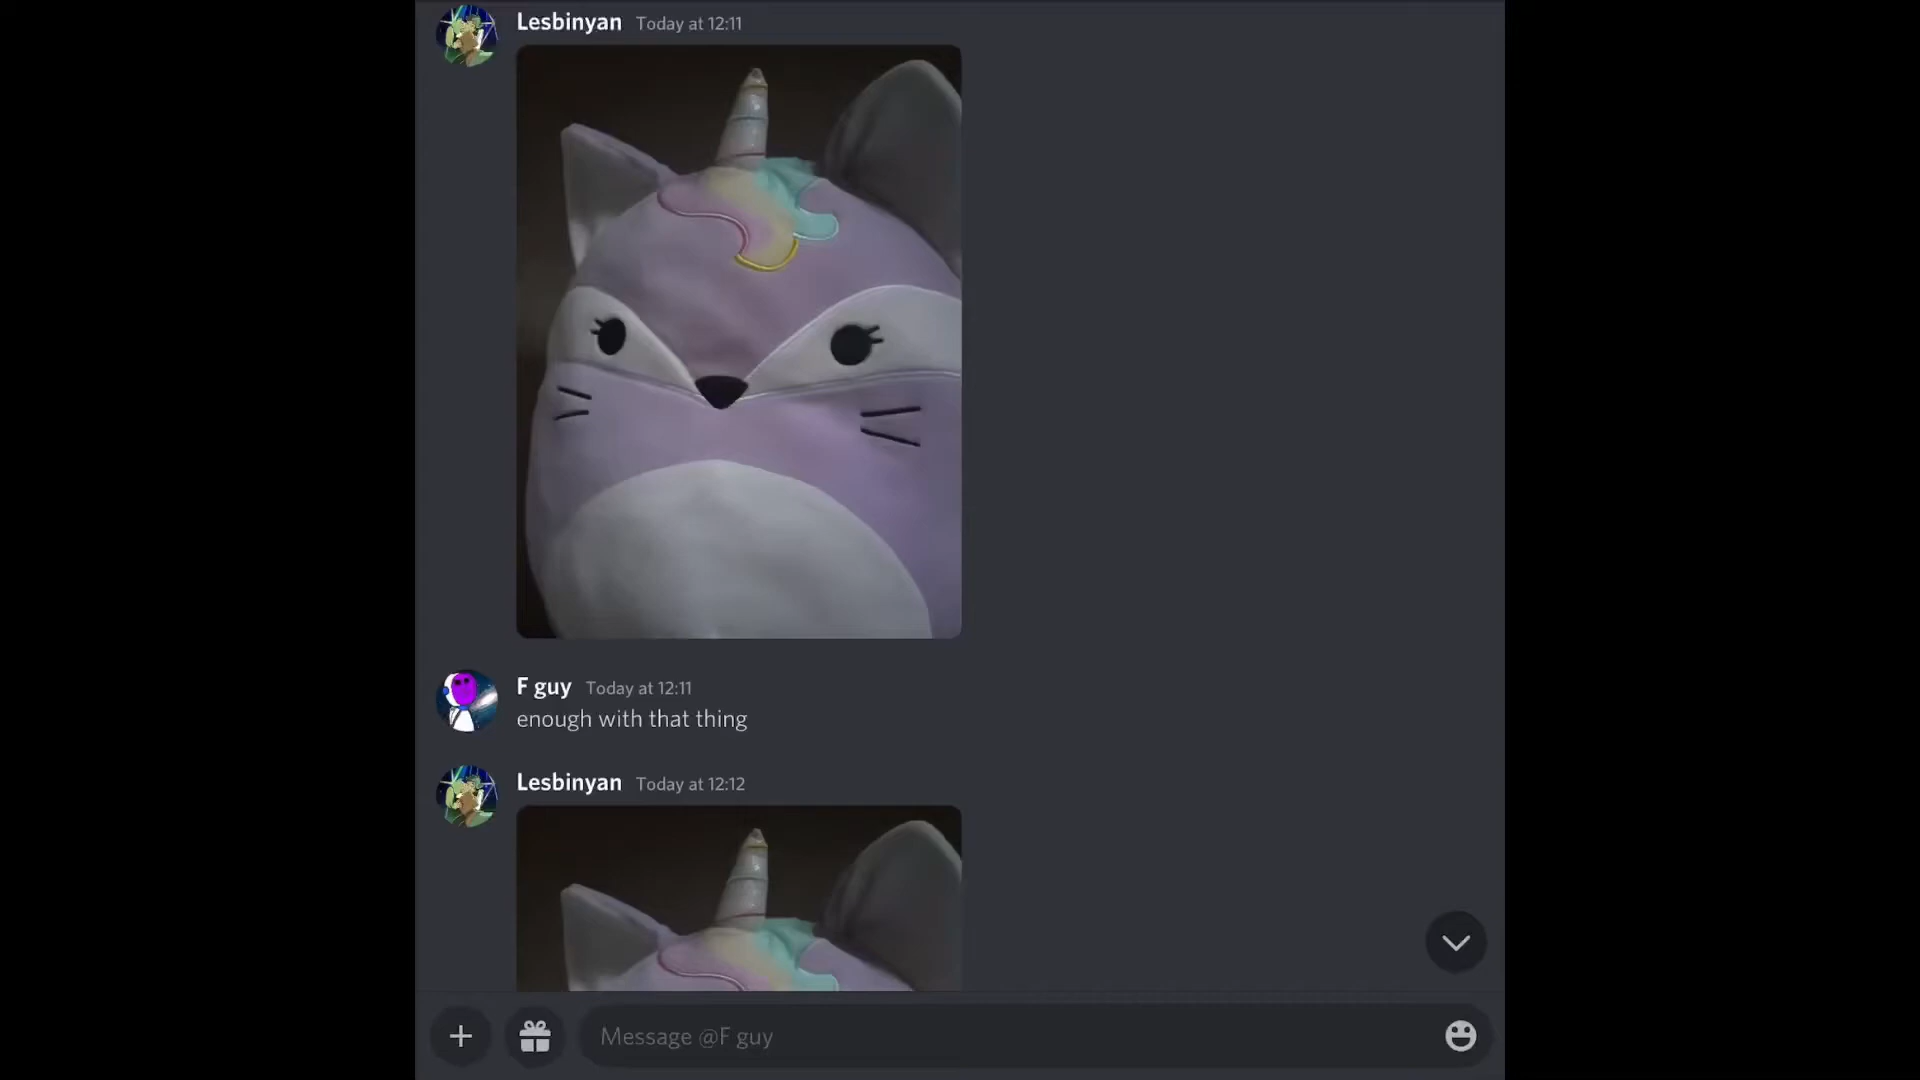 Lesbinyan Today at 12:11
F guy Today at 12:11
enough with that thing
Lesbinyan Today at 12:12
Message @F guy